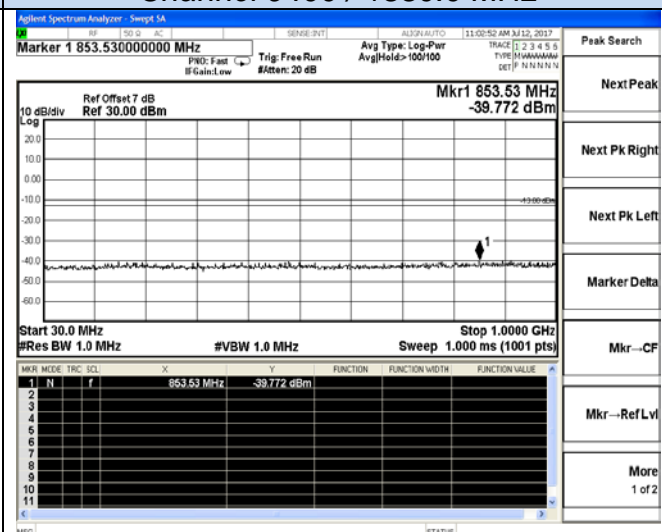 Agilent Spectrum Analyzer - Swept SA
RF 50 Ω AC SENSE:INT ALIGN AUTO 11:02:52 AM Jul 12, 2017
Marker 1 853.530000000 MHz
PNO: Fast
IFGain:Low
Trig: Free Run
#Atten: 20 dB
Avg Type: Log-Pwr
Avg|Hold:>100/100
TRACE 1 2 3 4 5 6
TYPE
DET P N N N N N
Peak Search
Next Peak
Next Pk Right
Next Pk Left
Marker Delta
Mkr→CF
Mkr→Ref Lvl
More
1 of 2
Mkr1 853.53 MHz
-39.772 dBm
Ref Offset 7 dB
10 dB/div Ref 30.00 dBm
Log
20.0
10.0
0.00
-10.0
-13.00 dBm
-20.0
-30.0
1
-40.0
-50.0
-60.0
Start 30.0 MHz Stop 1.0000 GHz
#Res BW 1.0 MHz #VBW 1.0 MHz Sweep 1.000 ms (1001 pts)
MKR MODE TRC SCL X Y FUNCTION FUNCTION WIDTH FUNCTION VALUE
1 N f 853.53 MHz -39.772 dBm
2
3
4
5
6
7
8
9
10
11
MSG STATUS